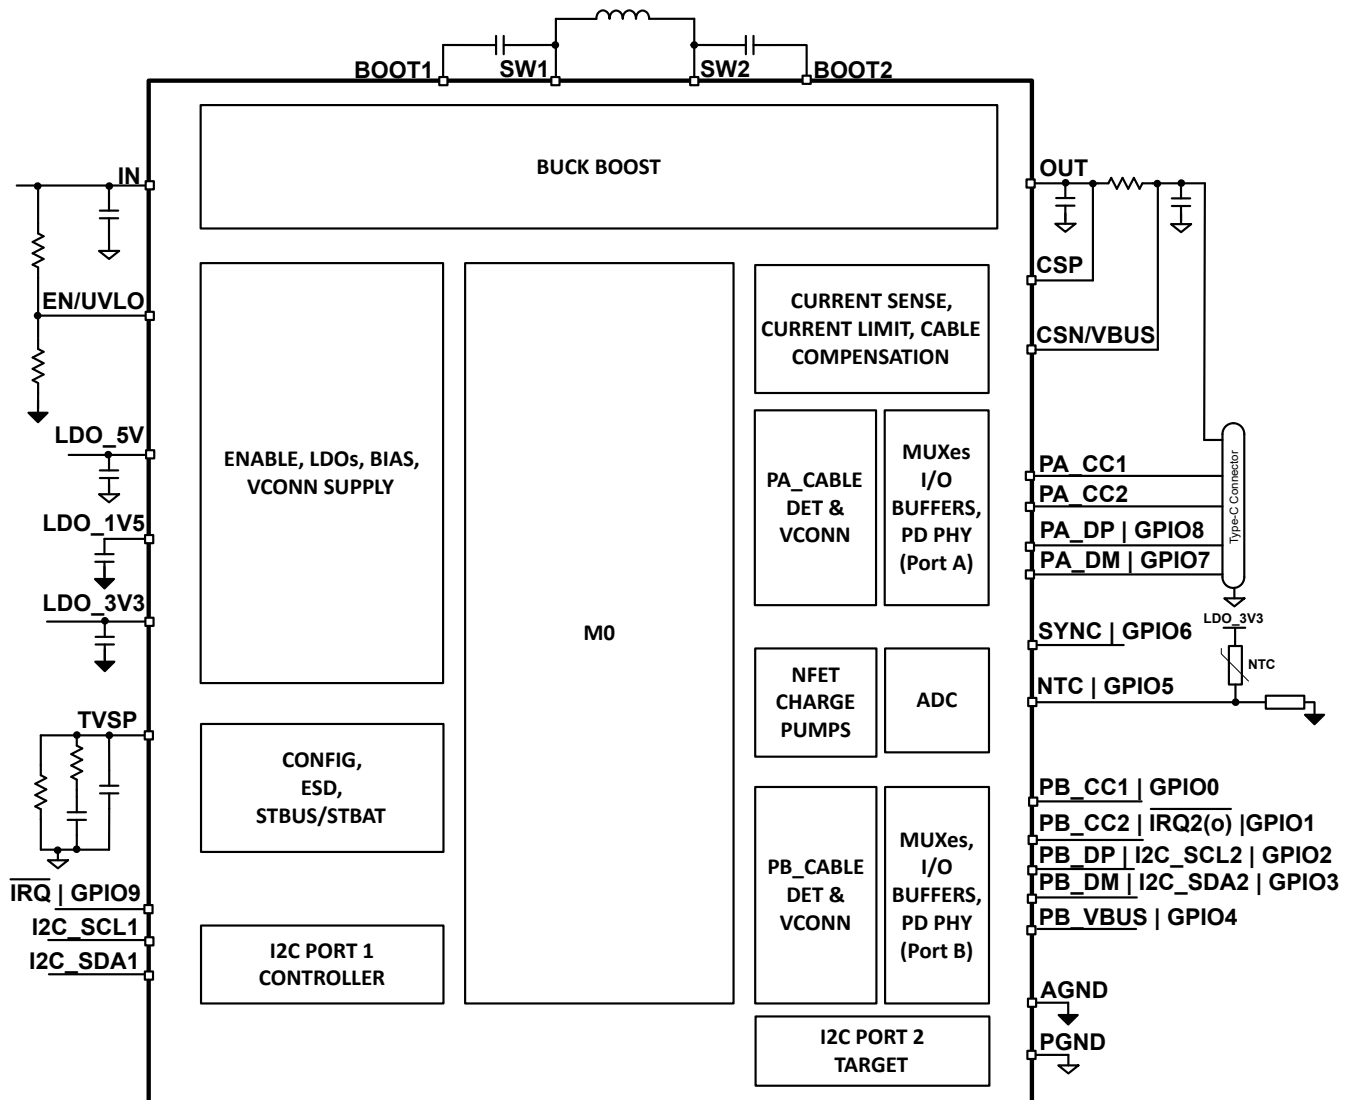 BOOT1
SW1
SW2
BOOT2
BUCK BOOST
IN
OUT
CSP
EN/UVLO
CURRENT SENSE,
CURRENT LIMIT, CABLE
COMPENSATION
CSN/VBUS
LDO_5V
ENABLE, LDOs, BIAS,
VCONN SUPPLY
PA_CABLE
DET &
VCONN
MUXes
I/O
BUFFERS,
PD PHY
(Port A)
PA_CC1
PA_CC2
PA_DP | GPIO8
PA_DM | GPIO7
Type-C Connector
LDO_1V5
LDO_3V3
M0
SYNC | GPIO6
LDO_3V3
NTC
NTC | GPIO5
NFET
CHARGE
PUMPS
ADC
TVSP
CONFIG,
ESD,
STBUS/STBAT
PB_CC1 | GPIO0
PB_CC2 | IRQ2(o) |GPIO1
PB_DP | I2C_SCL2 | GPIO2
PB_DM | I2C_SDA2 | GPIO3
PB_VBUS | GPIO4
PB_CABLE
DET &
VCONN
MUXes,
I/O
BUFFERS,
PD PHY
(Port B)
IRQ | GPIO9
I2C_SCL1
I2C_SDA1
I2C PORT 1
CONTROLLER
AGND
PGND
I2C PORT 2
TARGET